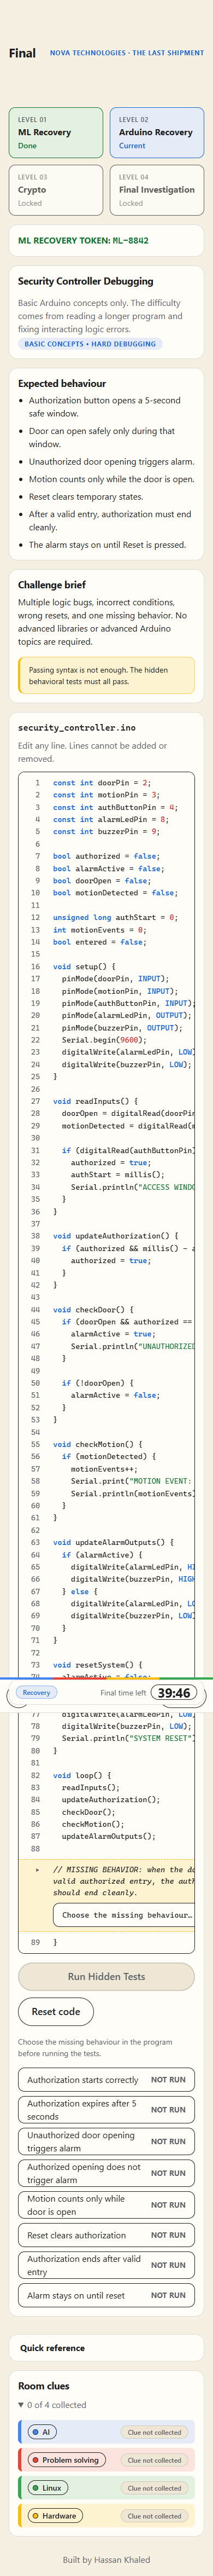 Final
NOVA TECHNOLOGIES · THE LAST SHIPMENT
LEVEL 01
ML Recovery
Done
LEVEL 02
Arduino Recovery
Current
LEVEL 03
Crypto
Locked
LEVEL 04
Final Investigation
Locked
ML RECOVERY TOKEN: ML-8842
Security Controller Debugging
Basic Arduino concepts only. The difficulty
comes from reading a longer program and
fixing interacting logic errors.
BASIC CONCEPTS • HARD DEBUGGING
Expected behaviour
• Authorization button opens a 5-second
safe window.
• Door can open safely only during that
window.
• Unauthorized door opening triggers alarm.
• Motion counts only while the door is open.
• Reset clears temporary states.
• After a valid entry, authorization must end
cleanly.
• The alarm stays on until Reset is pressed.
Challenge brief
Multiple logic bugs, incorrect conditions,
wrong resets, and one missing behavior. No
advanced libraries or advanced Arduino
topics are required.
Passing syntax is not enough. The hidden
behavioral tests must all pass.
security_controller.ino
Edit any line. Lines cannot be added or
removed.
1 const int doorPin = 2;
2 const int motionPin = 3;
3 const int authButtonPin = 4;
4 const int alarmLedPin = 8;
5 const int buzzerPin = 9;
6
7 bool authorized = false;
8 bool alarmActive = false;
9 bool doorOpen = false;
10 bool motionDetected = false;
11
12 unsigned long authStart = 0;
13 int motionEvents = 0;
14 bool entered = false;
15
16 void setup() {
17 pinMode(doorPin, INPUT);
18 pinMode(motionPin, INPUT);
19 pinMode(authButtonPin, INPUT);
20 pinMode(alarmLedPin, OUTPUT);
21 pinMode(buzzerPin, OUTPUT);
22 Serial.begin(9600);
23 digitalWrite(alarmLedPin, LOW)
24 digitalWrite(buzzerPin, LOW);
25 }
26
27 void readInputs() {
28 doorOpen = digitalRead(doorPin
29 motionDetected = digitalRead(m
30
31 if (digitalRead(authButtonPin)
32 authorized = true;
33 authStart = millis();
34 Serial.println("ACCESS WINDO
35 }
36 }
37
38 void updateAuthorization() {
39 if (authorized && millis() - a
40 authorized = true;
41 }
42 }
43
44 void checkDoor() {
45 if (doorOpen && authorized ==
46 alarmActive = true;
47 Serial.println("UNAUTHORIZED
48 }
49
50 if (!doorOpen) {
51 alarmActive = false;
52 }
53 }
54
55 void checkMotion() {
56 if (motionDetected) {
57 motionEvents++;
58 Serial.print("MOTION EVENT:
59 Serial.println(motionEvents)
60 }
61 }
62
63 void updateAlarmOutputs() {
64 if (alarmActive) {
65 digitalWrite(alarmLedPin, HI
66 digitalWrite(buzzerPin, HIGH
67 } else {
68 digitalWrite(alarmLedPin, LO
69 digitalWrite(buzzerPin, LOW)
70 }
71 }
72
73 void resetSystem() {
Recovery
Final time left
39:46
77 digitalWrite(alarmLedPin, LOW)
78 digitalWrite(buzzerPin, LOW);
79 Serial.println("SYSTEM RESET")
80 }
81
82 void loop() {
83 readInputs();
84 updateAuthorization();
85 checkDoor();
86 checkMotion();
87 updateAlarmOutputs();
88
▸ // MISSING BEHAVIOR: when the do
valid authorized entry, the auth
should end cleanly.
Choose the missing behaviour…
89 }
Run Hidden Tests
Reset code
Choose the missing behaviour in the program
before running the tests.
Authorization starts correctly NOT RUN
Authorization expires after 5
seconds NOT RUN
Unauthorized door opening
triggers alarm NOT RUN
Authorized opening does not
trigger alarm NOT RUN
Motion counts only while
door is open NOT RUN
Reset clears authorization NOT RUN
Authorization ends after valid
entry NOT RUN
Alarm stays on until reset NOT RUN
Quick reference
Room clues
▼ 0 of 4 collected
AI Clue not collected
Problem solving Clue not collected
Linux Clue not collected
Hardware Clue not collected
Built by Hassan Khaled